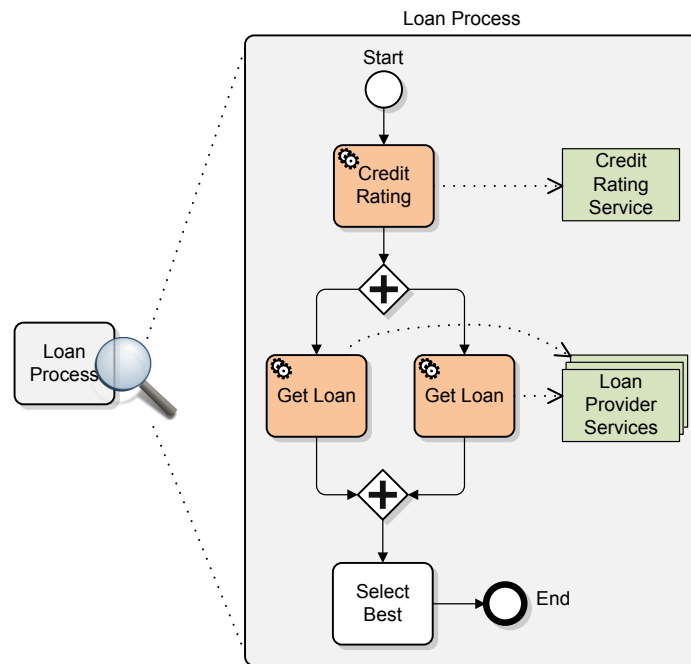 Loan Process
Start
Credit
Rating
Credit
Rating
Service
Loan
Process
Get Loan
Get Loan
Loan
Provider
Services
Select
Best
End